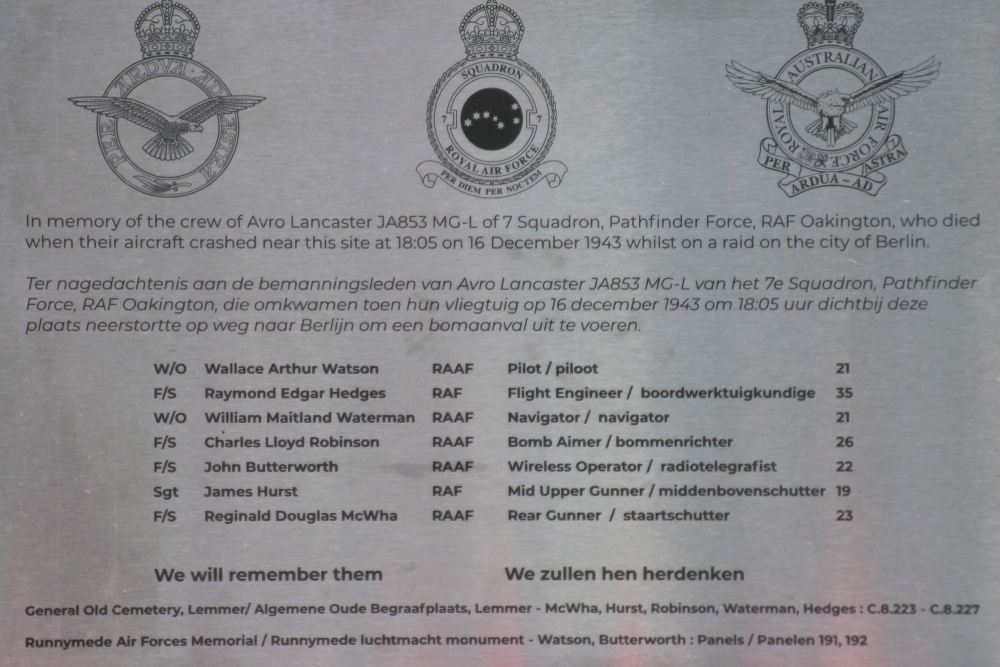 PER ARDVA AD ASTRA
SQUADRON
7 7
ROYAL AIR FORCE
PER DIEM PER NOCTEM
ROYAL AUSTRALIAN AIR FORCE
PER ARDUA - AD ASTRA
In memory of the crew of Avro Lancaster JA853 MG-L of 7 Squadron, Pathfinder Force, RAF Oakington, who died
when their aircraft crashed near this site at 18:05 on 16 December 1943 whilst on a raid on the city of Berlin.
Ter nagedachtenis aan de bemanningsleden van Avro Lancaster JA853 MG-L van het 7e Squadron, Pathfinder
Force, RAF Oakington, die omkwamen toen hun vliegtuig op 16 december 1943 om 18:05 uur dichtbij deze
plaats neerstortte op weg naar Berlijn om een bomaanval uit te voeren.
W/O Wallace Arthur Watson RAAF Pilot / piloot 21
F/S Raymond Edgar Hedges RAF Flight Engineer / boordwerktuigkundige 35
W/O William Maitland Waterman RAAF Navigator / navigator 21
F/S Charles Lloyd Robinson RAAF Bomb Aimer / bommenrichter 26
F/S John Butterworth RAAF Wireless Operator / radiotelegrafist 22
Sgt James Hurst RAF Mid Upper Gunner / middenbovenschutter 19
F/S Reginald Douglas McWha RAAF Rear Gunner / staartschutter 23
We will remember them We zullen hen herdenken
General Old Cemetery, Lemmer/ Algemene Oude Begraafplaats, Lemmer - McWha, Hurst, Robinson, Waterman, Hedges : C.8.223 - C.8.227
Runnymede Air Forces Memorial / Runnymede luchtmacht monument - Watson, Butterworth : Panels / Panelen 191, 192